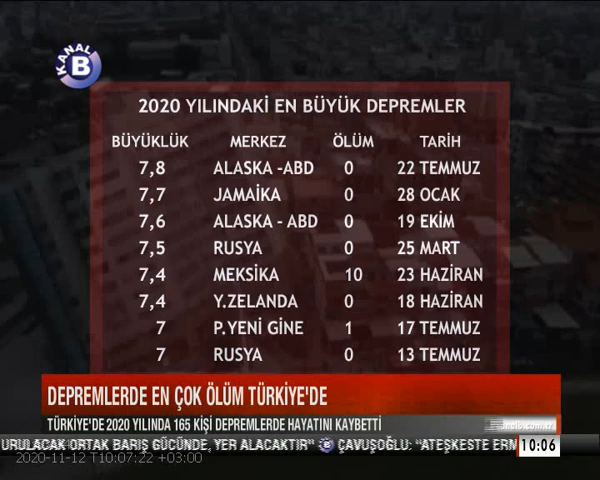 KANAL B
2020 YILINDAKİ EN BÜYÜK DEPREMLER
BÜYÜKLÜK MERKEZ ÖLÜM TARİH
7,8 ALASKA -ABD 0 22 TEMMUZ
7,7 JAMAİKA 0 28 OCAK
7,6 ALASKA - ABD 0 19 EKİM
7,5 RUSYA 0 25 MART
7,4 MEKSİKA 10 23 HAZİRAN
7,4 Y.ZELANDA 0 18 HAZİRAN
7 P.YENİ GİNE 1 17 TEMMUZ
7 RUSYA 0 13 TEMMUZ
DEPREMLERDE EN ÇOK ÖLÜM TÜRKİYE'DE
TÜRKİYE'DE 2020 YILINDA 165 KİŞİ DEPREMLERDE HAYATINI KAYBETTİ
URULACAK ORTAK BARIŞ GÜCÜNDE, YER ALACAKTIR" B ÇAVUŞOĞLU: "ATEŞKESTE ERM 10:06
2020-11-12 T10:07:22 +03:00